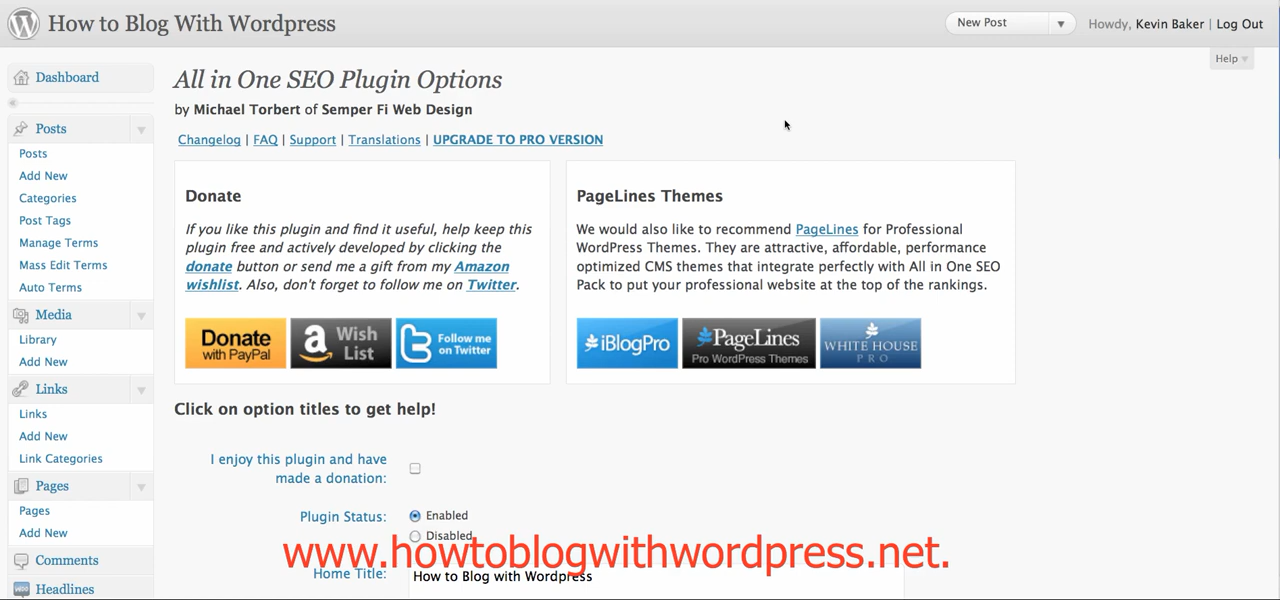 How to Blog With Wordpress
New Post
Howdy, Kevin Baker | Log Out
Help
Dashboard
Posts
Posts
Add New
Categories
Post Tags
Manage Terms
Mass Edit Terms
Auto Terms
Media
Library
Add New
Links
Links
Add New
Link Categories
Pages
Pages
Add New
Comments
Headlines
All in One SEO Plugin Options
by Michael Torbert of Semper Fi Web Design
Changelog | FAQ | Support | Translations | UPGRADE TO PRO VERSION
Donate
If you like this plugin and find it useful, help keep this
plugin free and actively developed by clicking the
donate button or send me a gift from my Amazon
wishlist. Also, don't forget to follow me on Twitter.
Donate
with PayPal
a Wish
List
t Follow me
on Twitter
PageLines Themes
We would also like to recommend PageLines for Professional
WordPress Themes. They are attractive, affordable, performance
optimized CMS themes that integrate perfectly with All in One SEO
Pack to put your professional website at the top of the rankings.
iBlogPro
PageLines
Pro WordPress Themes
WHITE HOUSE
PRO
Click on option titles to get help!
I enjoy this plugin and have
made a donation:
Plugin Status:
Enabled
Disabled
www.howtoblogwithwordpress.net.
Home Title:
How to Blog with Wordpress